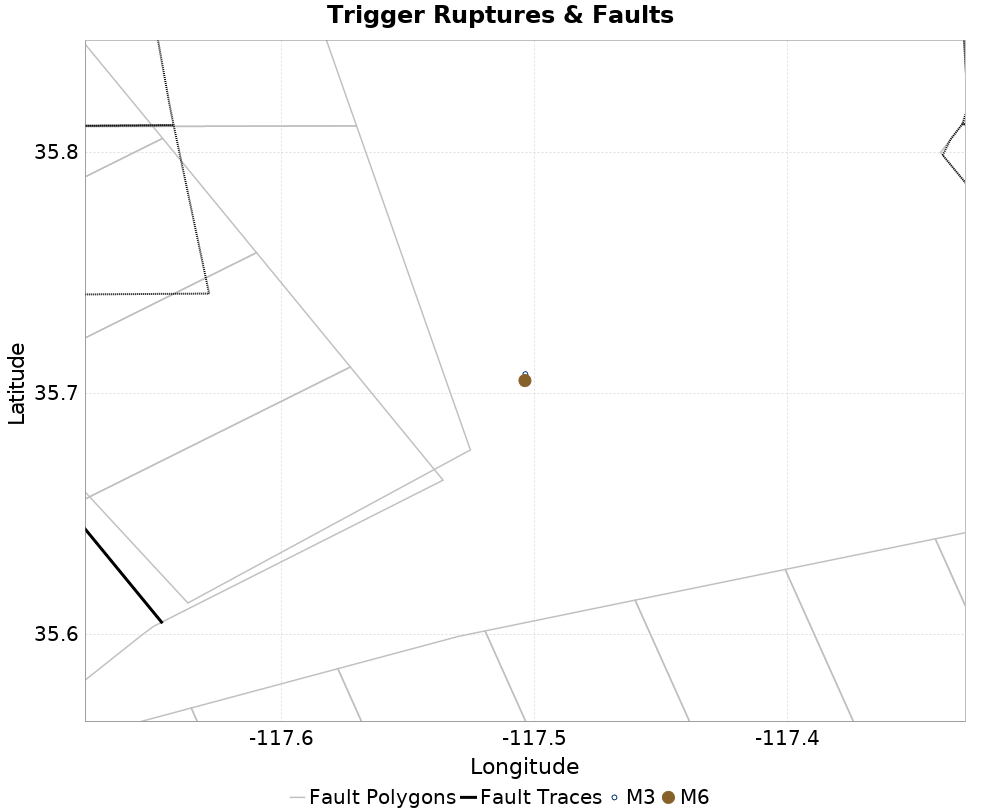 Trigger Ruptures & Faults
35.8
35.7
35.6
Latitude
-117.6
-117.5
-117.4
Longitude
Fault Polygons Fault Traces M3 M6